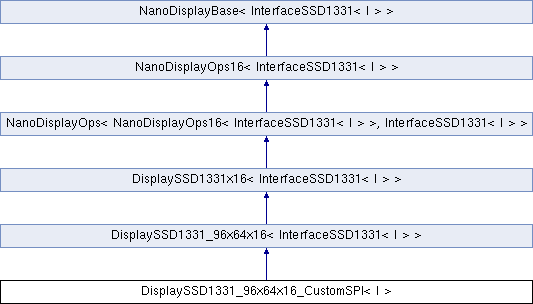 NanoDisplayBase< InterfaceSSD1331< I > >
NanoDisplayOps16< InterfaceSSD1331< I > >
NanoDisplayOps< NanoDisplayOps16< InterfaceSSD1331< I > >, InterfaceSSD1331< I > >
DisplaySSD1331x16< InterfaceSSD1331< I > >
DisplaySSD1331_96x64x16< InterfaceSSD1331< I > >
DisplaySSD1331_96x64x16_CustomSPI< I >